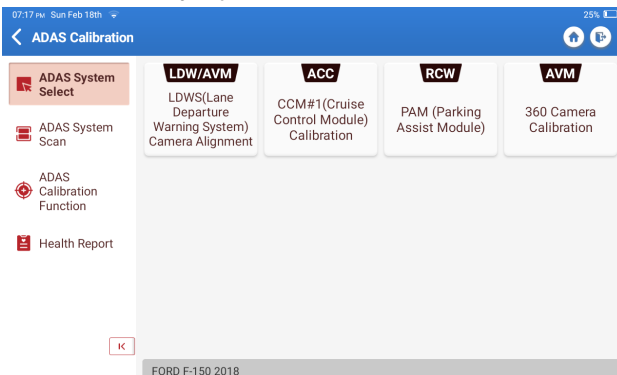 07:17 PM Sun Feb 18th
25%
ADAS Calibration
ADAS System
Select
ADAS System
Scan
ADAS
Calibration
Function
Health Report
LDW/AVM
LDWS(Lane
Departure
Warning System)
Camera Alignment
ACC
CCM#1(Cruise
Control Module)
Calibration
RCW
PAM (Parking
Assist Module)
AVM
360 Camera
Calibration
FORD F-150 2018